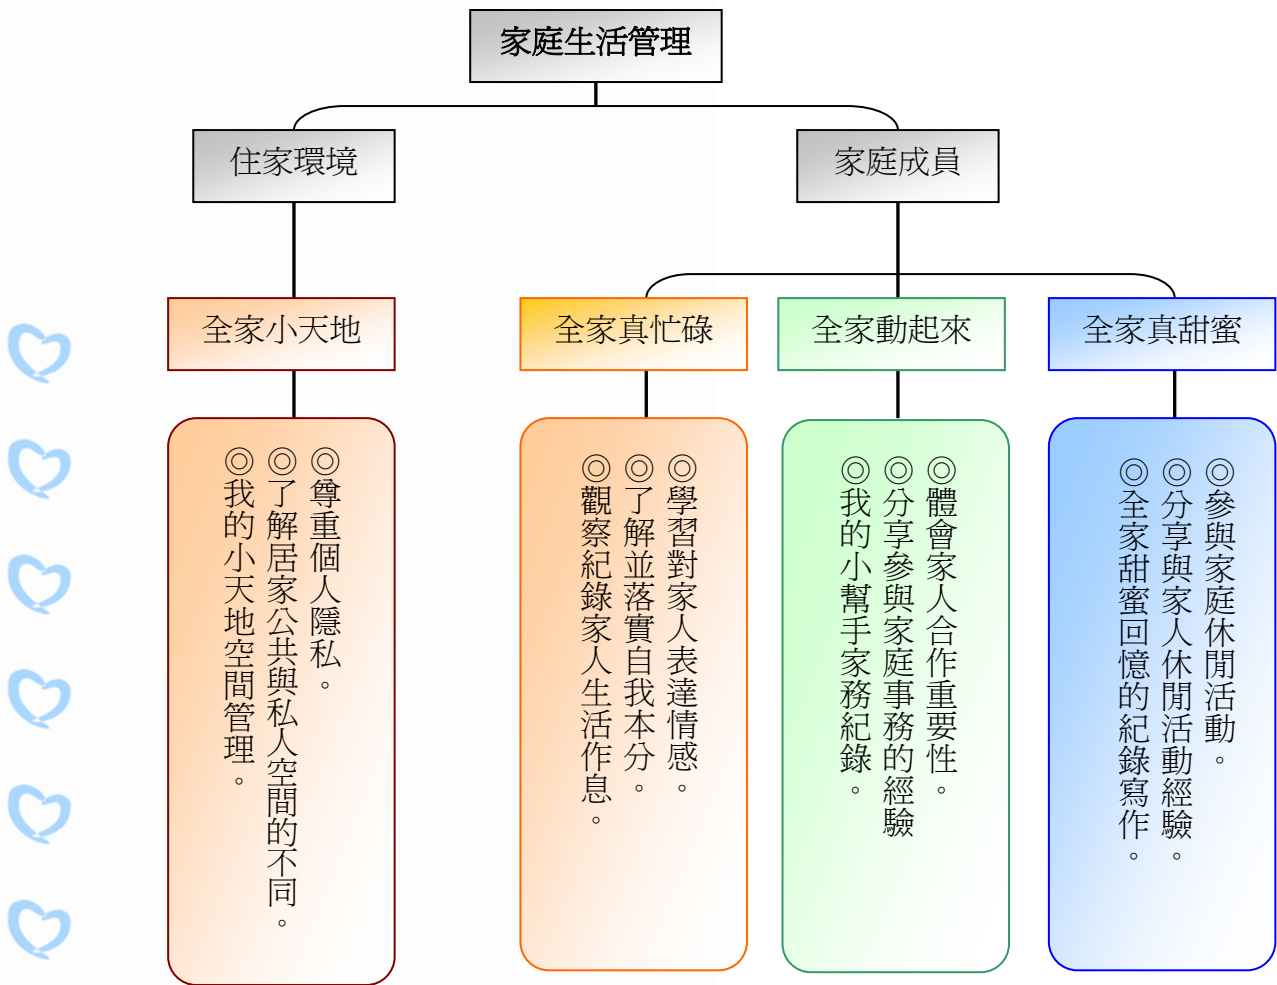 家庭生活管理
住家環境
家庭成員
全家小天地
全家真忙碌
全家動起來
全家真甜蜜
◎尊重個人隱私。
◎了解居家公共與私人空間的不同。
◎我的小天地空間管理。
◎學習對家人表達情感。
◎了解並落實自我本分。
◎觀察紀錄家人生活作息。
◎體會家人合作重要性。
◎分享參與家庭事務的經驗
◎我的小幫手家務紀錄。
◎參與家庭休閒活動。
◎分享與家人休閒活動經驗。
◎全家甜蜜回憶的紀錄寫作。